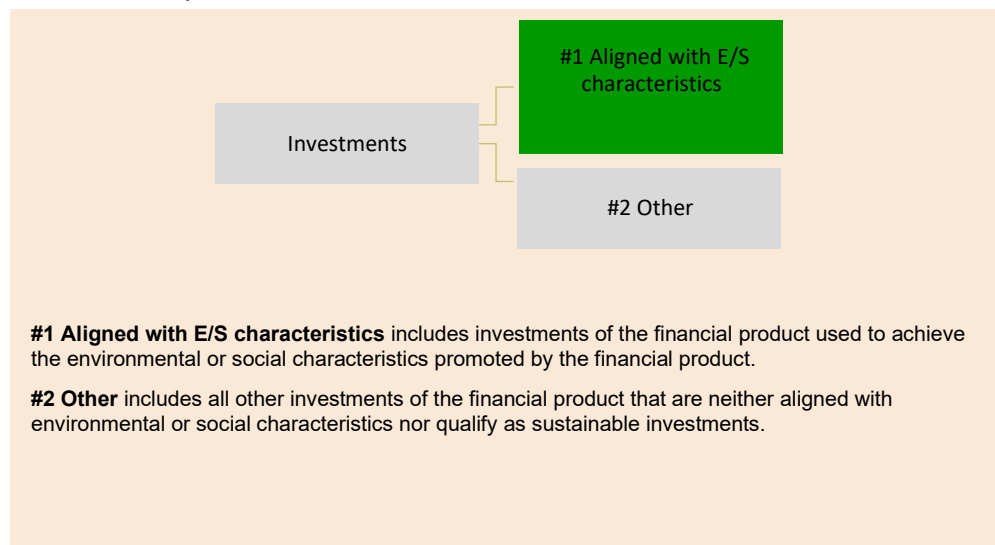 #1 Aligned with E/S
characteristics
Investments
#2 Other
#1 Aligned with E/S characteristics includes investments of the financial product used to achieve
the environmental or social characteristics promoted by the financial product.
#2 Other includes all other investments of the financial product that are neither aligned with
environmental or social characteristics nor qualify as sustainable investments.